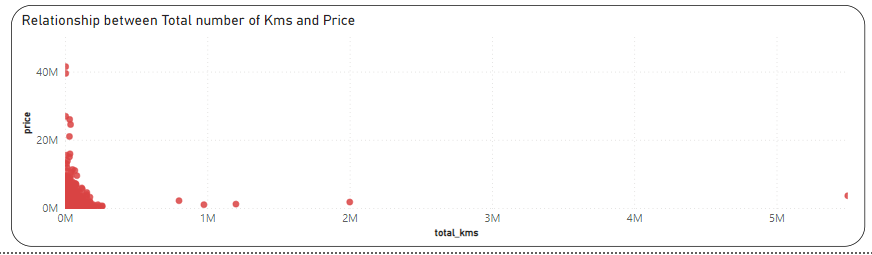 Relationship between Total number of Kms and Price
40M
20M
0M
price
0M 1M 2M 3M 4M 5M
total_kms